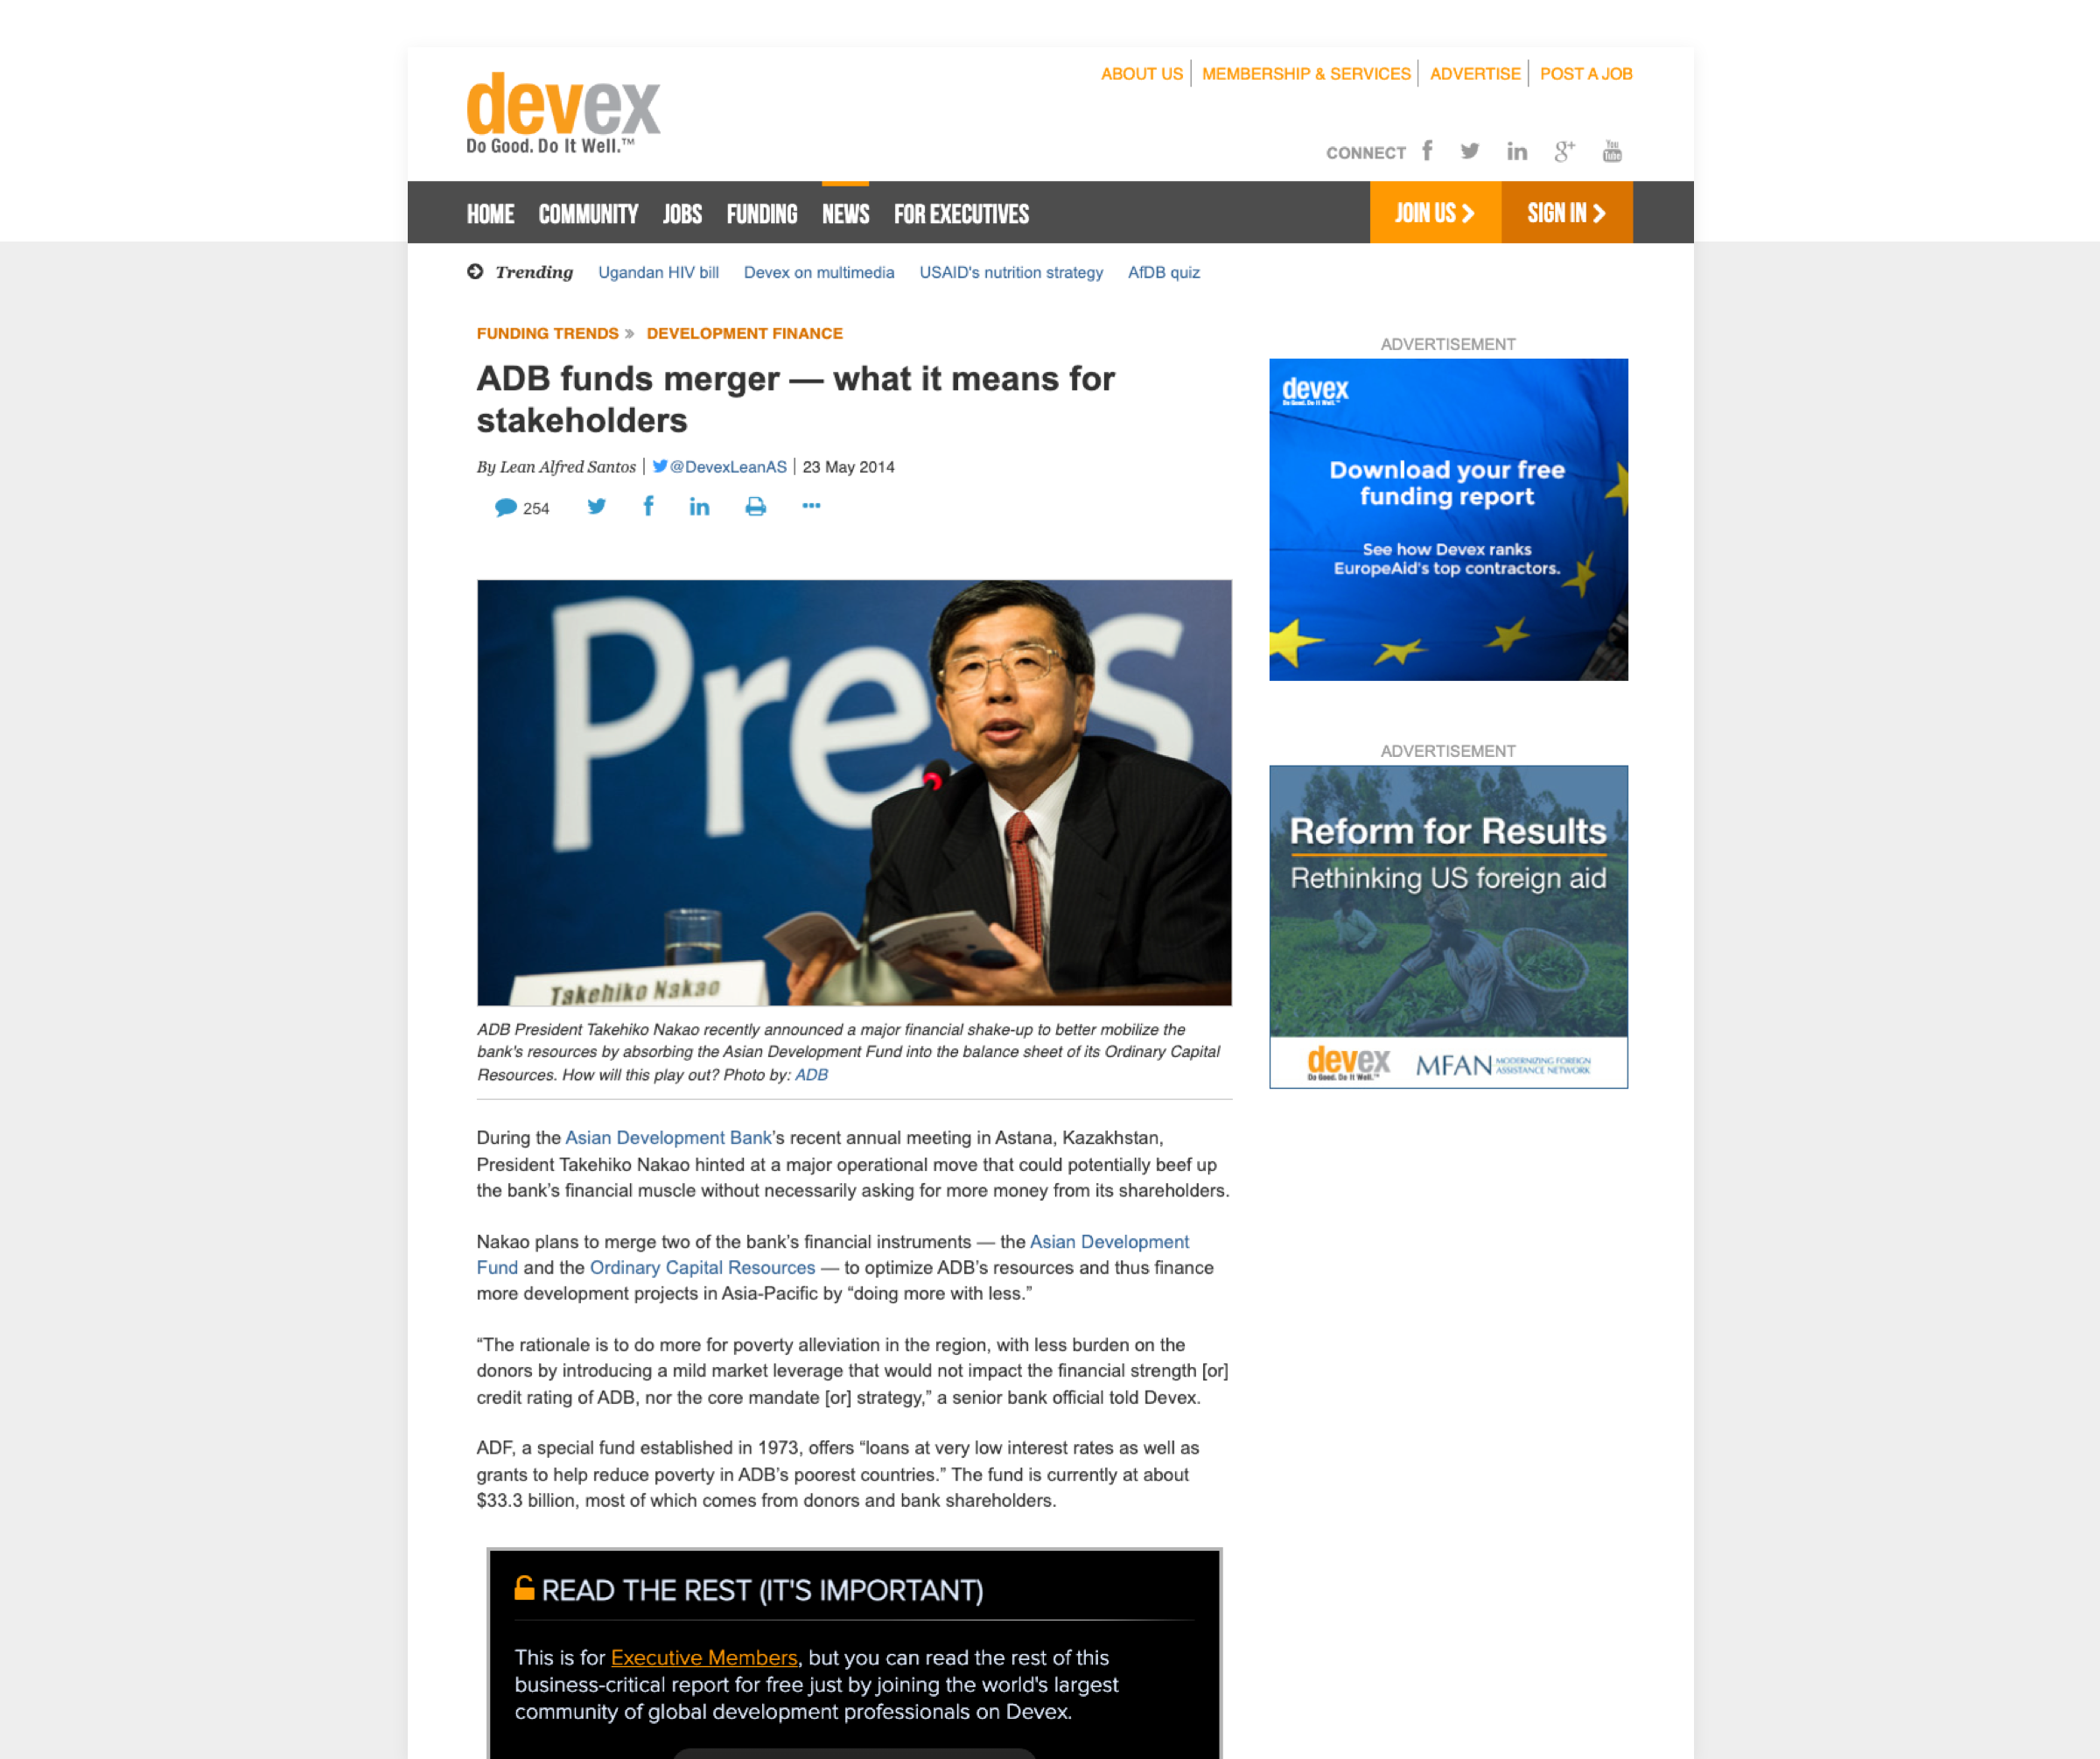 devex
Do Good. Do It Well.™
ABOUT US
MEMBERSHIP & SERVICES
ADVERTISE
POST A JOB
CONNECT
HOME
COMMUNITY
JOBS
FUNDING
NEWS
FOR EXECUTIVES
JOIN US
SIGN IN
Trending
Ugandan HIV bill
Devex on multimedia
USAID's nutrition strategy
AfDB quiz
FUNDING TRENDS » DEVELOPMENT FINANCE
ADB funds merger — what it means for
stakeholders
By Lean Alfred Santos | @DevexLeanAS | 23 May 2014
254
Press
Takehiko Nakao
ADB President Takehiko Nakao recently announced a major financial shake-up to better mobilize the
bank's resources by absorbing the Asian Development Fund into the balance sheet of its Ordinary Capital
Resources. How will this play out? Photo by: ADB
During the Asian Development Bank’s recent annual meeting in Astana, Kazakhstan,
President Takehiko Nakao hinted at a major operational move that could potentially beef up
the bank’s financial muscle without necessarily asking for more money from its shareholders.
Nakao plans to merge two of the bank’s financial instruments — the Asian Development
Fund and the Ordinary Capital Resources — to optimize ADB’s resources and thus finance
more development projects in Asia-Pacific by “doing more with less.”
“The rationale is to do more for poverty alleviation in the region, with less burden on the
donors by introducing a mild market leverage that would not impact the financial strength [or]
credit rating of ADB, nor the core mandate [or] strategy,” a senior bank official told Devex.
ADF, a special fund established in 1973, offers “loans at very low interest rates as well as
grants to help reduce poverty in ADB’s poorest countries.” The fund is currently at about
$33.3 billion, most of which comes from donors and bank shareholders.
READ THE REST (IT'S IMPORTANT)
This is for Executive Members, but you can read the rest of this
business-critical report for free just by joining the world's largest
community of global development professionals on Devex.
ADVERTISEMENT
devex
Do Good. Do It Well.™
Download your free
funding report
See how Devex ranks
EuropeAid's top contractors.
ADVERTISEMENT
Reform for Results
Rethinking US foreign aid
devex
Do Good. Do It Well.™
MFAN
MODERNIZING FOREIGN
ASSISTANCE NETWORK